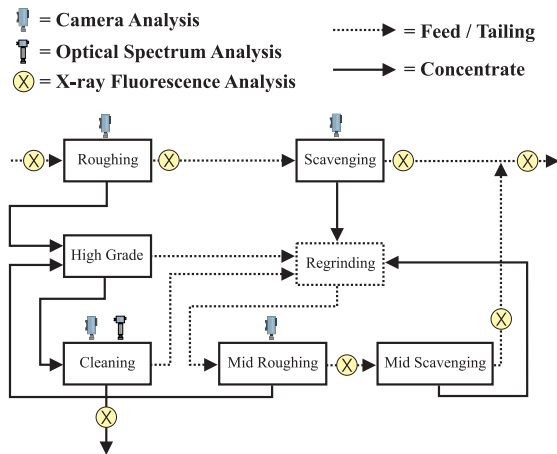 = Camera Analysis
= Optical Spectrum Analysis
X = X-ray Fluorescence Analysis
= Feed / Tailing
= Concentrate
X Roughing X Scavenging X X
High Grade Regrinding
X
Cleaning Mid Roughing X Mid Scavenging
X